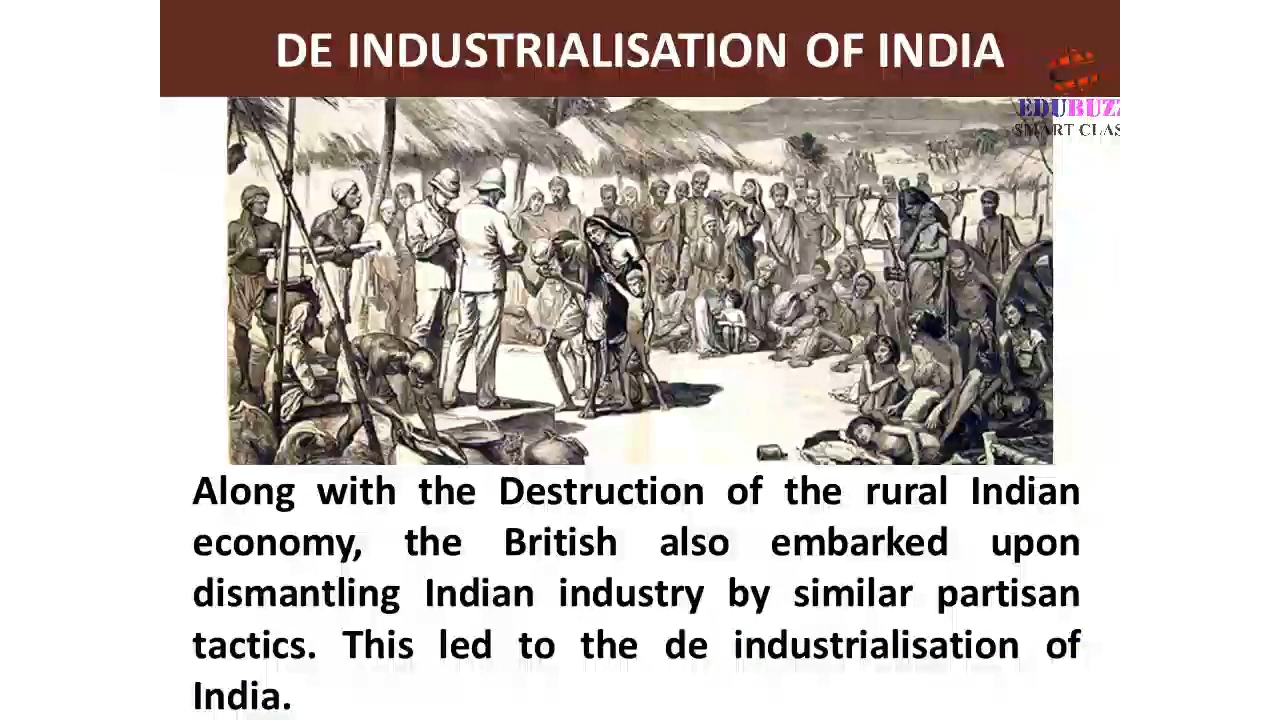 DE INDUSTRIALISATION OF INDIA
EDUBUZZ
SMART CLAS
Along with the Destruction of the rural Indian
economy, the British also embarked upon
dismantling Indian industry by similar partisan
tactics. This led to the de industrialisation of
India.